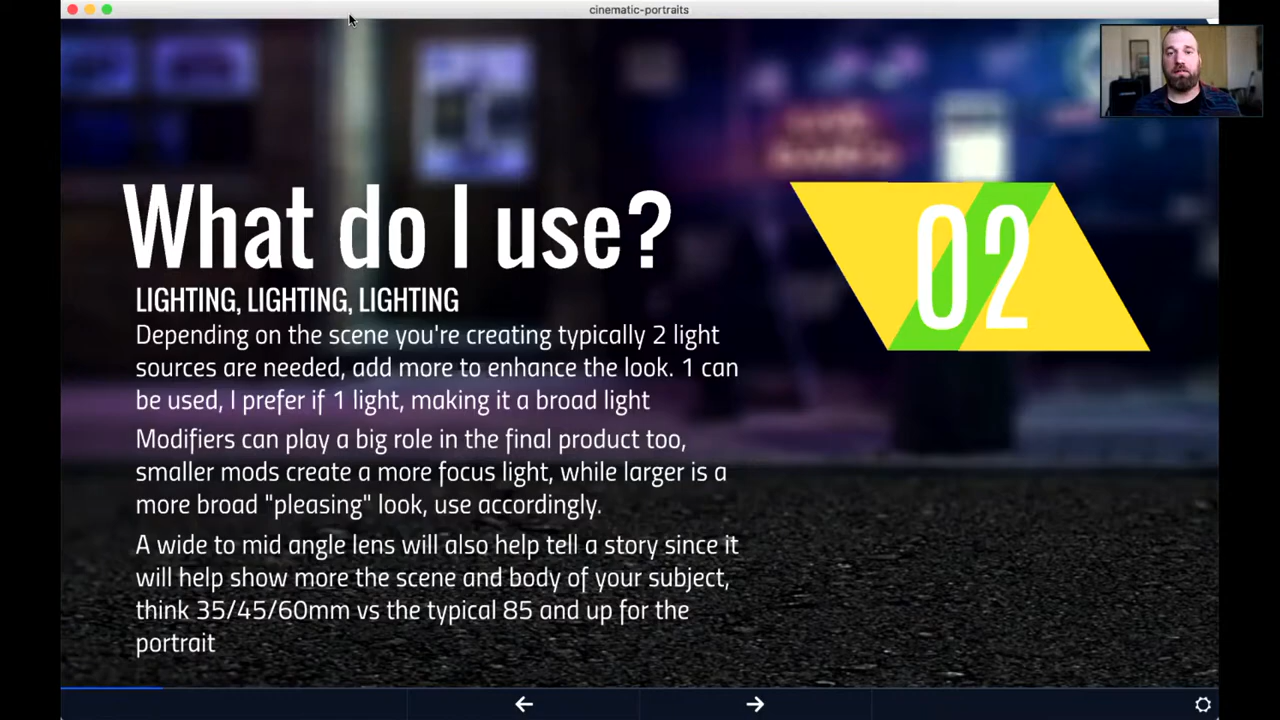 cinematic-portraits
What do I use?
02
LIGHTING, LIGHTING, LIGHTING
Depending on the scene you're creating typically 2 light
sources are needed, add more to enhance the look. 1 can
be used, I prefer if 1 light, making it a broad light
Modifiers can play a big role in the final product too,
smaller mods create a more focus light, while larger is a
more broad "pleasing" look, use accordingly.
A wide to mid angle lens will also help tell a story since it
will help show more the scene and body of your subject,
think 35/45/60mm vs the typical 85 and up for the
portrait